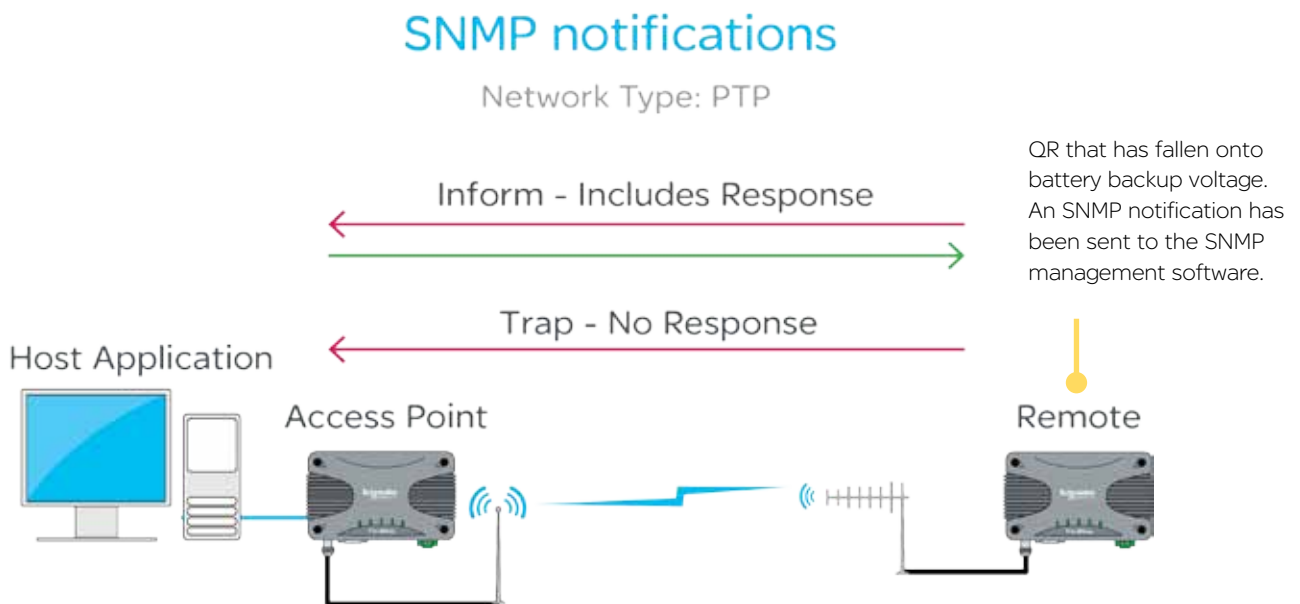 SNMP notifications
Network Type: PTP
QR that has fallen onto
battery backup voltage.
An SNMP notification has
been sent to the SNMP
management software.
Inform - Includes Response
Trap - No Response
Host Application
Access Point
Remote